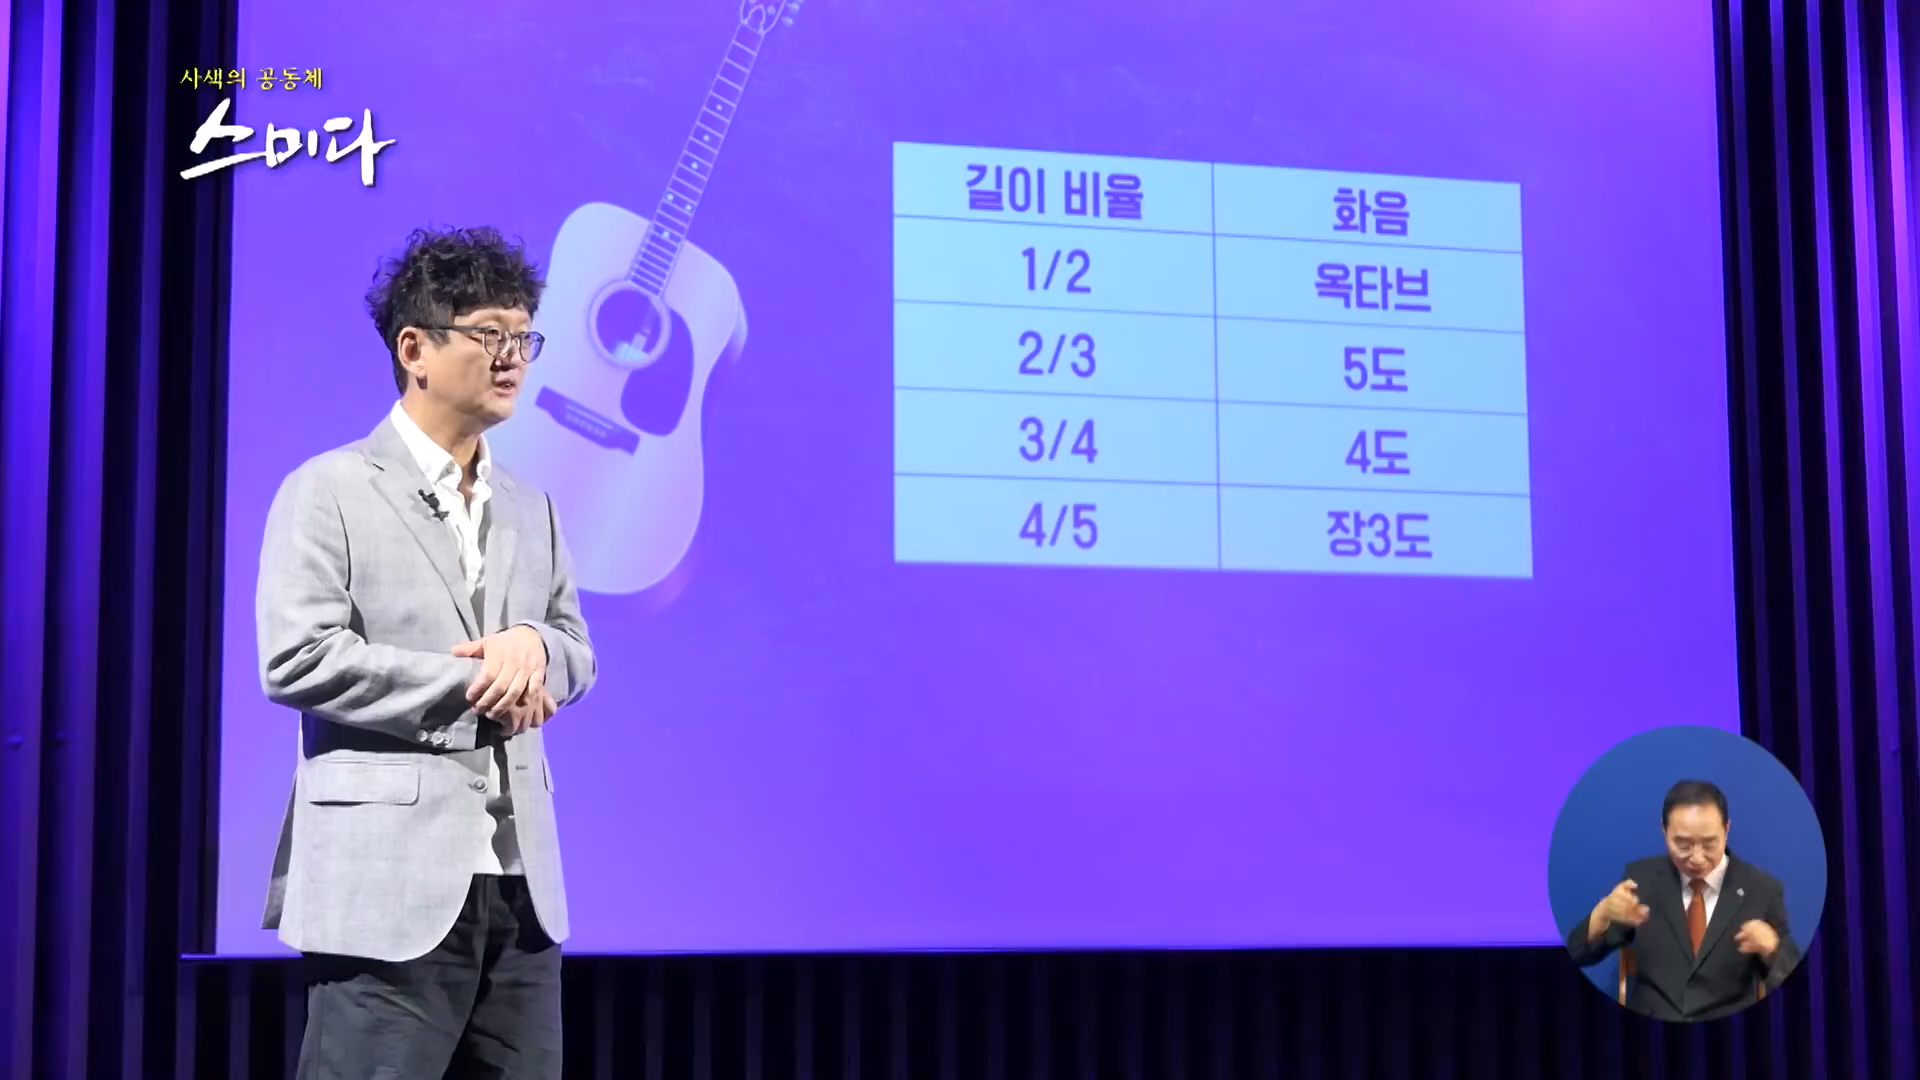 사색의 공동체
스미다
길이 비율 화음
1/2 옥타브
2/3 5도
3/4 4도
4/5 장3도